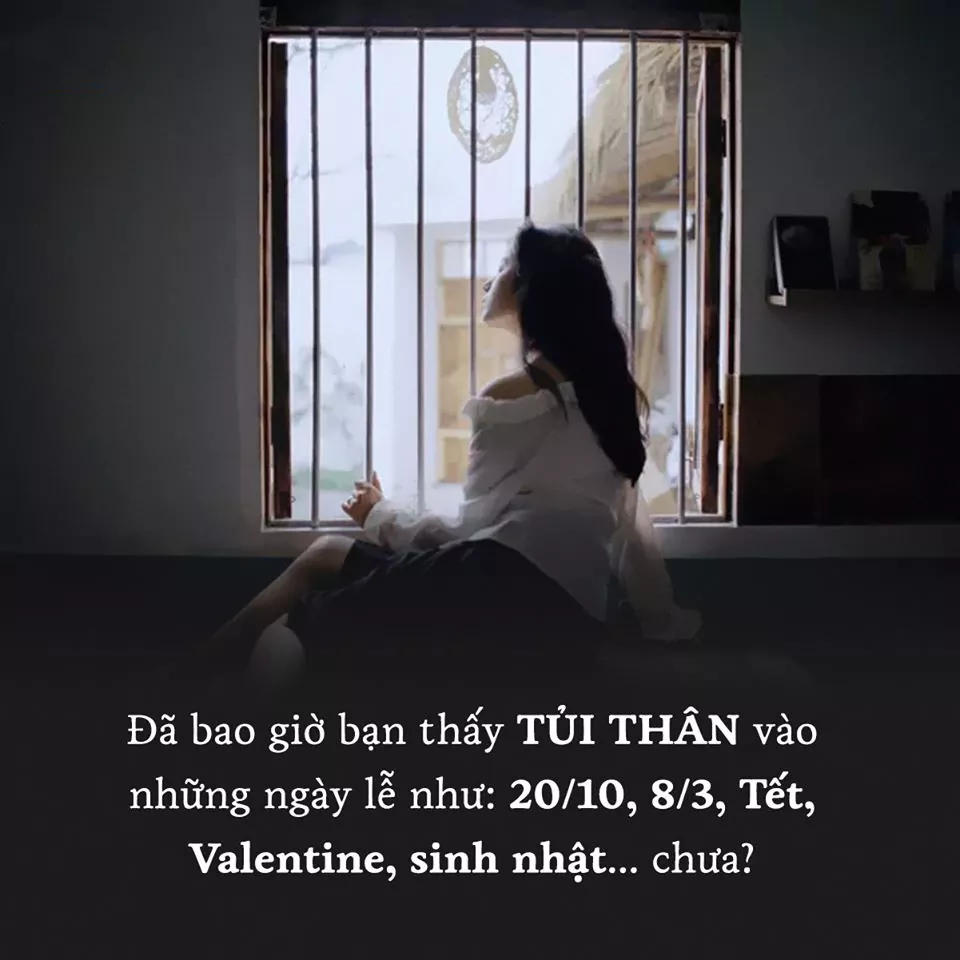 Đã bao giờ bạn thấy TỦI THÂN vào
những ngày lễ như: 20/10, 8/3, Tết,
Valentine, sinh nhật... chưa?